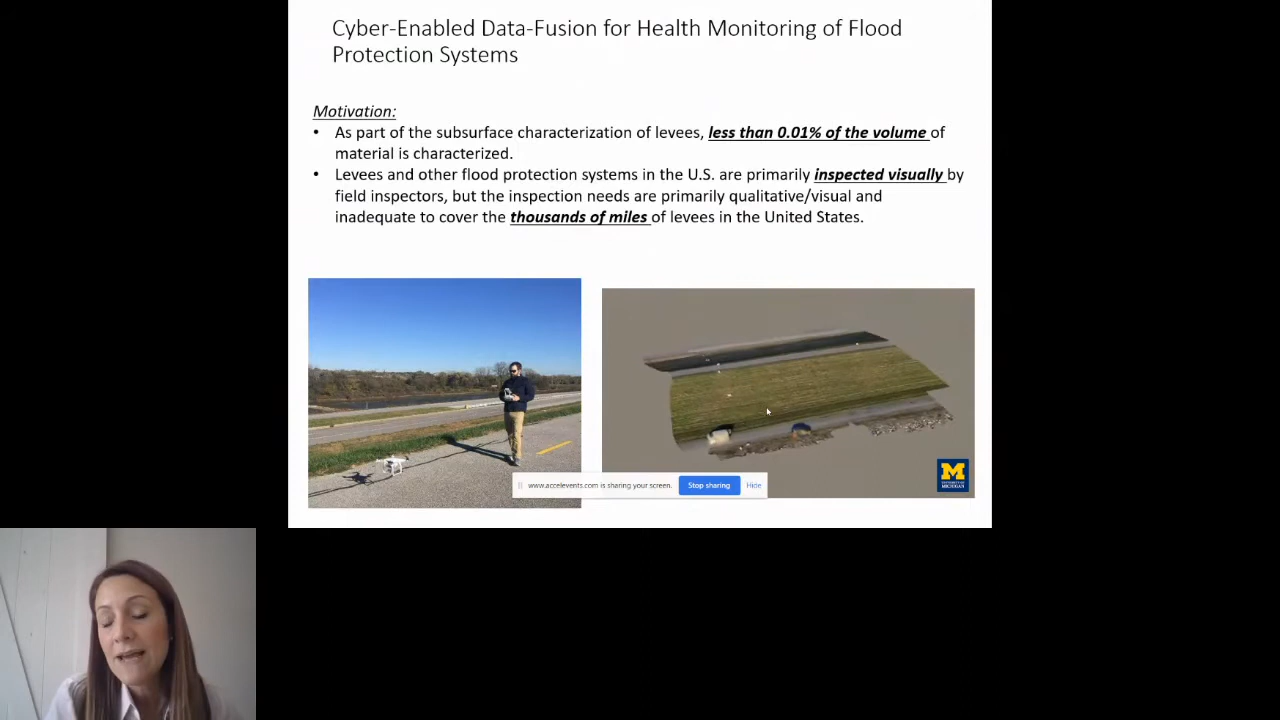 Cyber-Enabled Data-Fusion for Health Monitoring of Flood
Protection Systems
Motivation:
• As part of the subsurface characterization of levees, less than 0.01% of the volume of
material is characterized.
• Levees and other flood protection systems in the U.S. are primarily inspected visually by
field inspectors, but the inspection needs are primarily qualitative/visual and
inadequate to cover the thousands of miles of levees in the United States.
M
UNIVERSITY OF
MICHIGAN
www.accelevents.com is sharing your screen. Stop sharing Hide